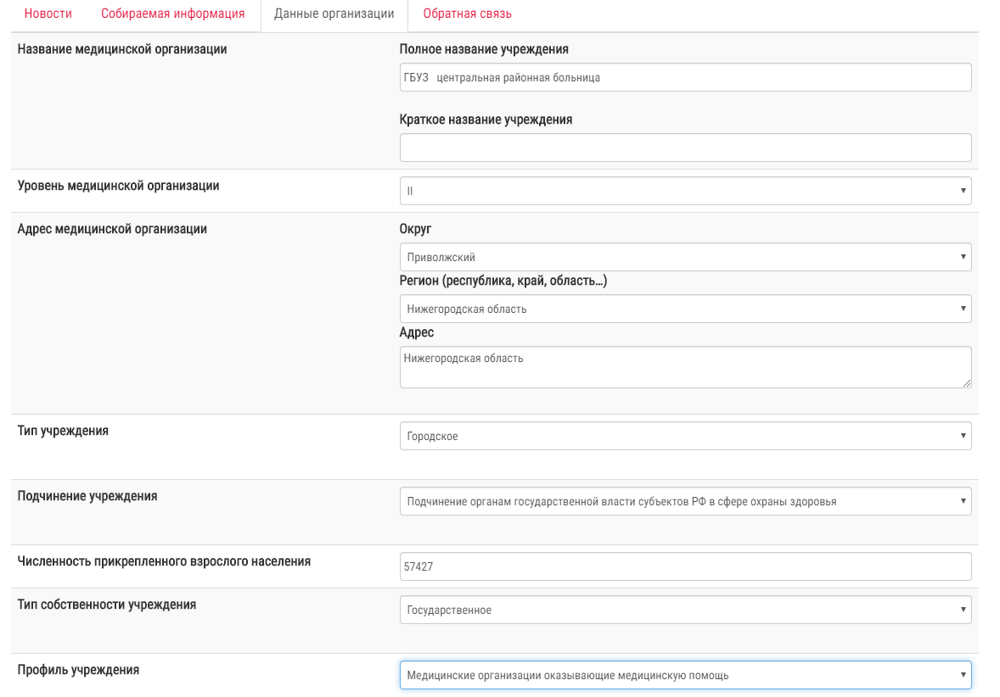 Новости Собираемая информация Данные организации Обратная связь
Название медицинской организации
Полное название учреждения
ГБУЗ центральная районная больница
Краткое название учреждения
Уровень медицинской организации
II
Адрес медицинской организации
Округ
Приволжский
Регион (республика, край, область...)
Нижегородская область
Адрес
Нижегородская область
Тип учреждения
Городское
Подчинение учреждения
Подчинение органам государственной власти субъектов РФ в сфере охраны здоровья
Численность прикрепленного взрослого населения
57427
Тип собственности учреждения
Государственное
Профиль учреждения
Медицинские организации оказывающие медицинскую помощь